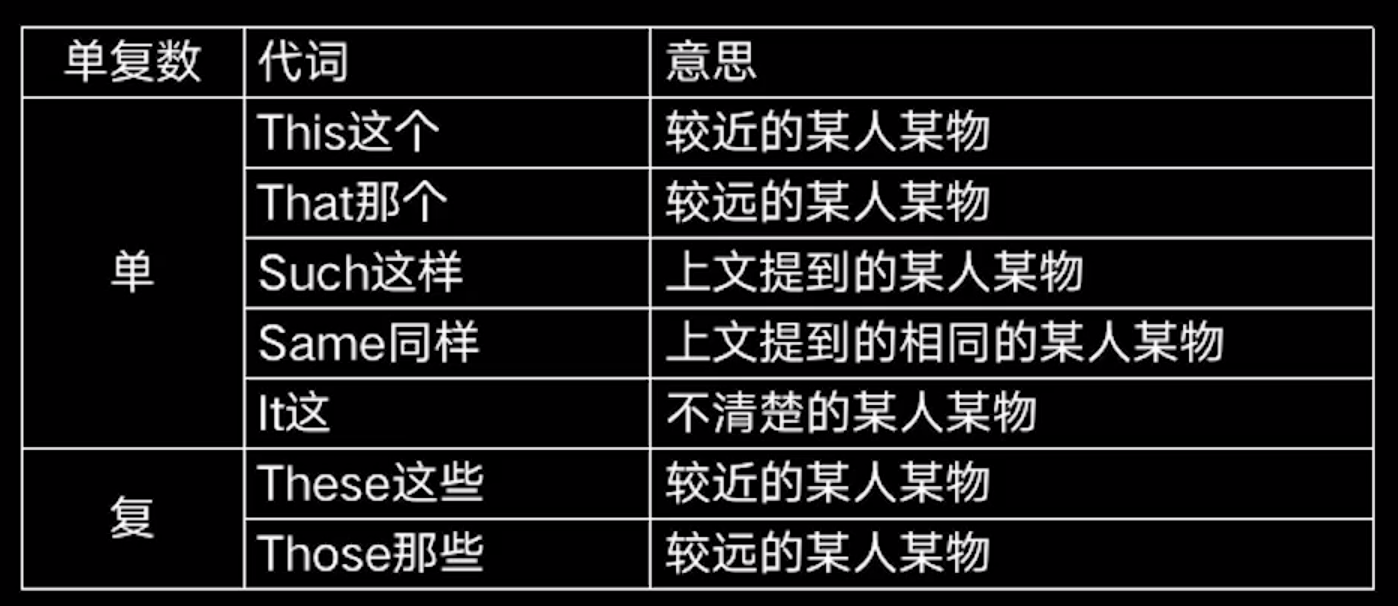 单复数 代词 意思
单
This这个 较近的某人某物
That那个 较远的某人某物
Such这样 上文提到的某人某物
Same同样 上文提到的相同的某人某物
It这 不清楚的某人某物
复
These这些 较近的某人某物
Those那些 较远的某人某物